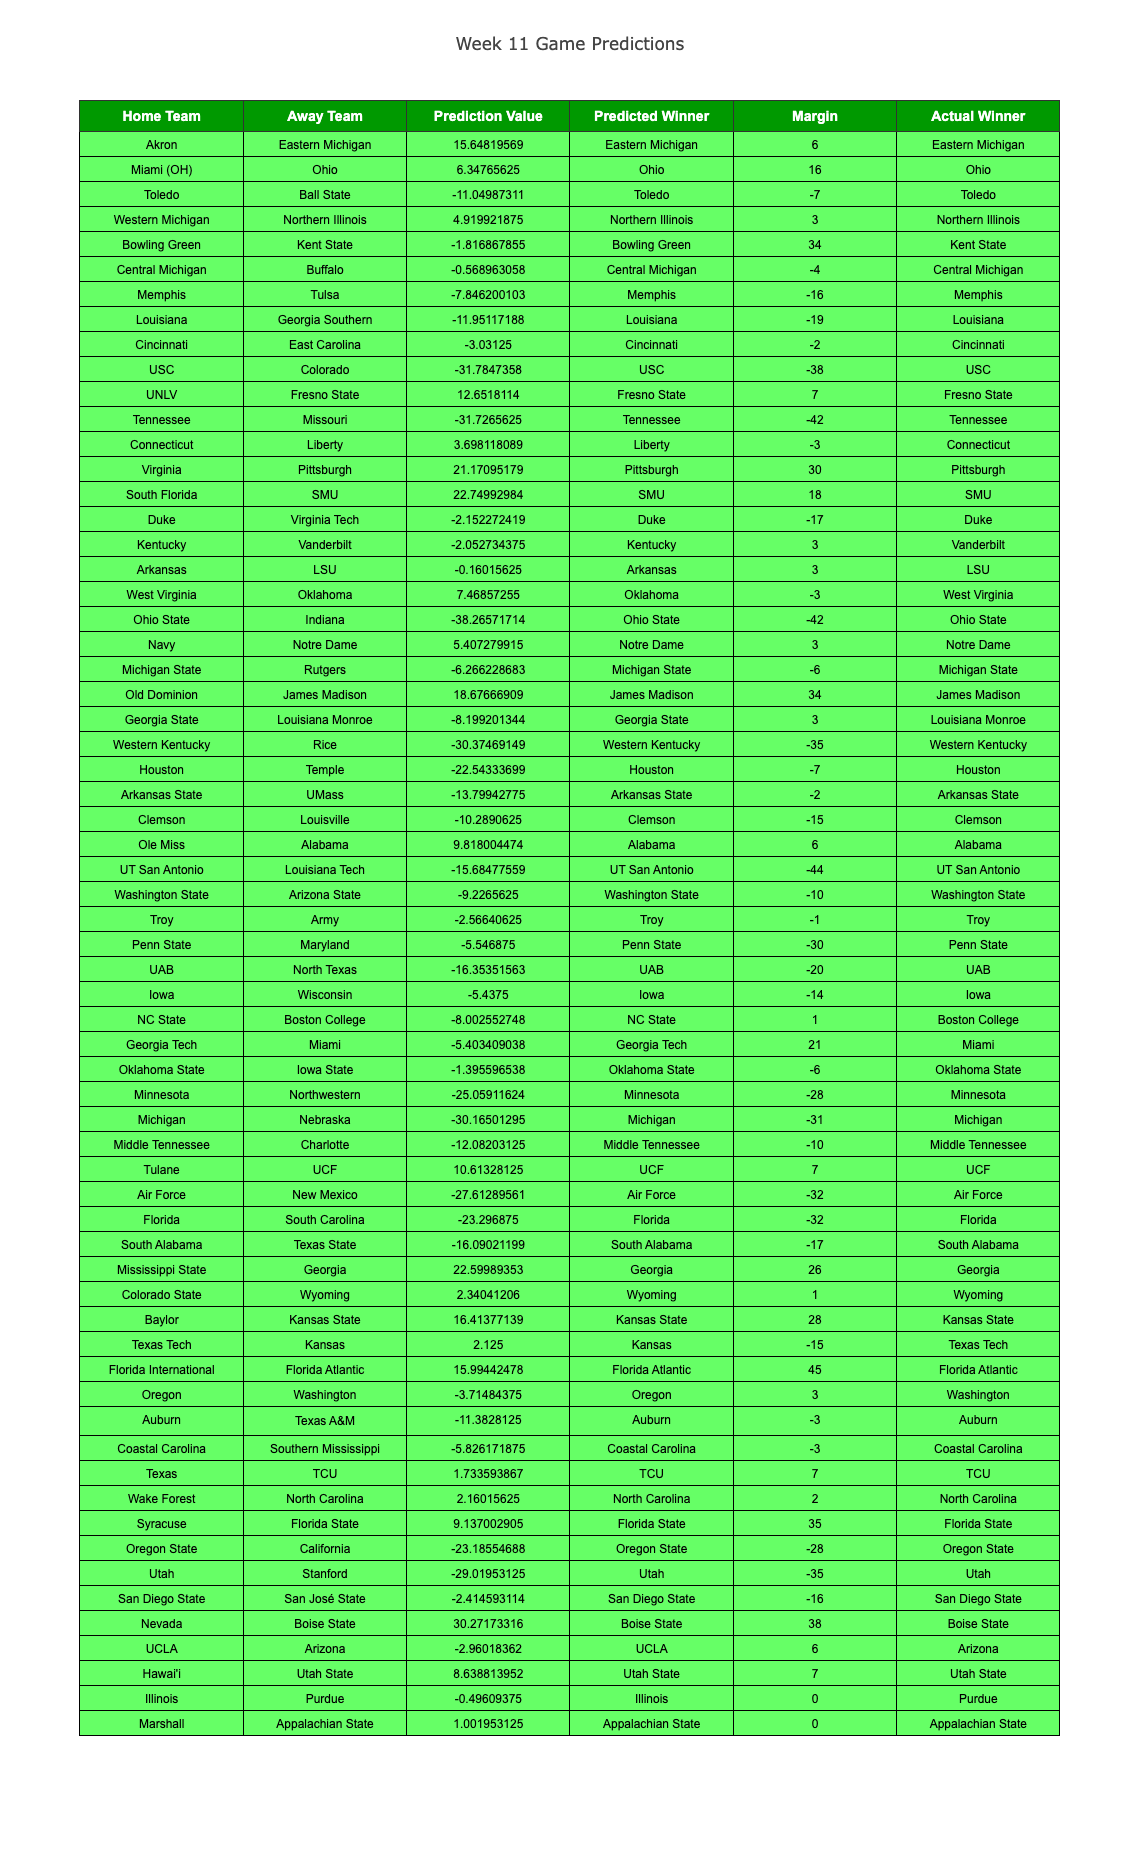 Week 11 Game Predictions
Home Team Away Team Prediction Value Predicted Winner Margin Actual Winner
Akron Eastern Michigan 15.64819569 Eastern Michigan 6 Eastern Michigan
Miami (OH) Ohio 6.34765625 Ohio 16 Ohio
Toledo Ball State -11.04987311 Toledo -7 Toledo
Western Michigan Northern Illinois 4.919921875 Northern Illinois 3 Northern Illinois
Bowling Green Kent State -1.816867855 Bowling Green 34 Kent State
Central Michigan Buffalo -0.568963058 Central Michigan -4 Central Michigan
Memphis Tulsa -7.846200103 Memphis -16 Memphis
Louisiana Georgia Southern -11.95117188 Louisiana -19 Louisiana
Cincinnati East Carolina -3.03125 Cincinnati -2 Cincinnati
USC Colorado -31.7847358 USC -38 USC
UNLV Fresno State 12.6518114 Fresno State 7 Fresno State
Tennessee Missouri -31.7265625 Tennessee -42 Tennessee
Connecticut Liberty 3.698118089 Liberty -3 Connecticut
Virginia Pittsburgh 21.17095179 Pittsburgh 30 Pittsburgh
South Florida SMU 22.74992984 SMU 18 SMU
Duke Virginia Tech -2.152272419 Duke -17 Duke
Kentucky Vanderbilt -2.052734375 Kentucky 3 Vanderbilt
Arkansas LSU -0.16015625 Arkansas 3 LSU
West Virginia Oklahoma 7.46857255 Oklahoma -3 West Virginia
Ohio State Indiana -38.26571714 Ohio State -42 Ohio State
Navy Notre Dame 5.407279915 Notre Dame 3 Notre Dame
Michigan State Rutgers -6.266228683 Michigan State -6 Michigan State
Old Dominion James Madison 18.67666909 James Madison 34 James Madison
Georgia State Louisiana Monroe -8.199201344 Georgia State 3 Louisiana Monroe
Western Kentucky Rice -30.37469149 Western Kentucky -35 Western Kentucky
Houston Temple -22.54333699 Houston -7 Houston
Arkansas State UMass -13.79942775 Arkansas State -2 Arkansas State
Clemson Louisville -10.2890625 Clemson -15 Clemson
Ole Miss Alabama 9.818004474 Alabama 6 Alabama
UT San Antonio Louisiana Tech -15.68477559 UT San Antonio -44 UT San Antonio
Washington State Arizona State -9.2265625 Washington State -10 Washington State
Troy Army -2.56640625 Troy -1 Troy
Penn State Maryland -5.546875 Penn State -30 Penn State
UAB North Texas -16.35351563 UAB -20 UAB
Iowa Wisconsin -5.4375 Iowa -14 Iowa
NC State Boston College -8.002552748 NC State 1 Boston College
Georgia Tech Miami -5.403409038 Georgia Tech 21 Miami
Oklahoma State Iowa State -1.395596538 Oklahoma State -6 Oklahoma State
Minnesota Northwestern -25.05911624 Minnesota -28 Minnesota
Michigan Nebraska -30.16501295 Michigan -31 Michigan
Middle Tennessee Charlotte -12.08203125 Middle Tennessee -10 Middle Tennessee
Tulane UCF 10.61328125 UCF 7 UCF
Air Force New Mexico -27.61289561 Air Force -32 Air Force
Florida South Carolina -23.296875 Florida -32 Florida
South Alabama Texas State -16.09021199 South Alabama -17 South Alabama
Mississippi State Georgia 22.59989353 Georgia 26 Georgia
Colorado State Wyoming 2.34041206 Wyoming 1 Wyoming
Baylor Kansas State 16.41377139 Kansas State 28 Kansas State
Texas Tech Kansas 2.125 Kansas -15 Texas Tech
Florida International Florida Atlantic 15.99442478 Florida Atlantic 45 Florida Atlantic
Oregon Washington -3.71484375 Oregon 3 Washington
Auburn Texas A&M -11.3828125 Auburn -3 Auburn
Coastal Carolina Southern Mississippi -5.826171875 Coastal Carolina -3 Coastal Carolina
Texas TCU 1.733593867 TCU 7 TCU
Wake Forest North Carolina 2.16015625 North Carolina 2 North Carolina
Syracuse Florida State 9.137002905 Florida State 35 Florida State
Oregon State California -23.18554688 Oregon State -28 Oregon State
Utah Stanford -29.01953125 Utah -35 Utah
San Diego State San José State -2.414593114 San Diego State -16 San Diego State
Nevada Boise State 30.27173316 Boise State 38 Boise State
UCLA Arizona -2.96018362 UCLA 6 Arizona
Hawai'i Utah State 8.638813952 Utah State 7 Utah State
Illinois Purdue -0.49609375 Illinois 0 Purdue
Marshall Appalachian State 1.001953125 Appalachian State 0 Appalachian State